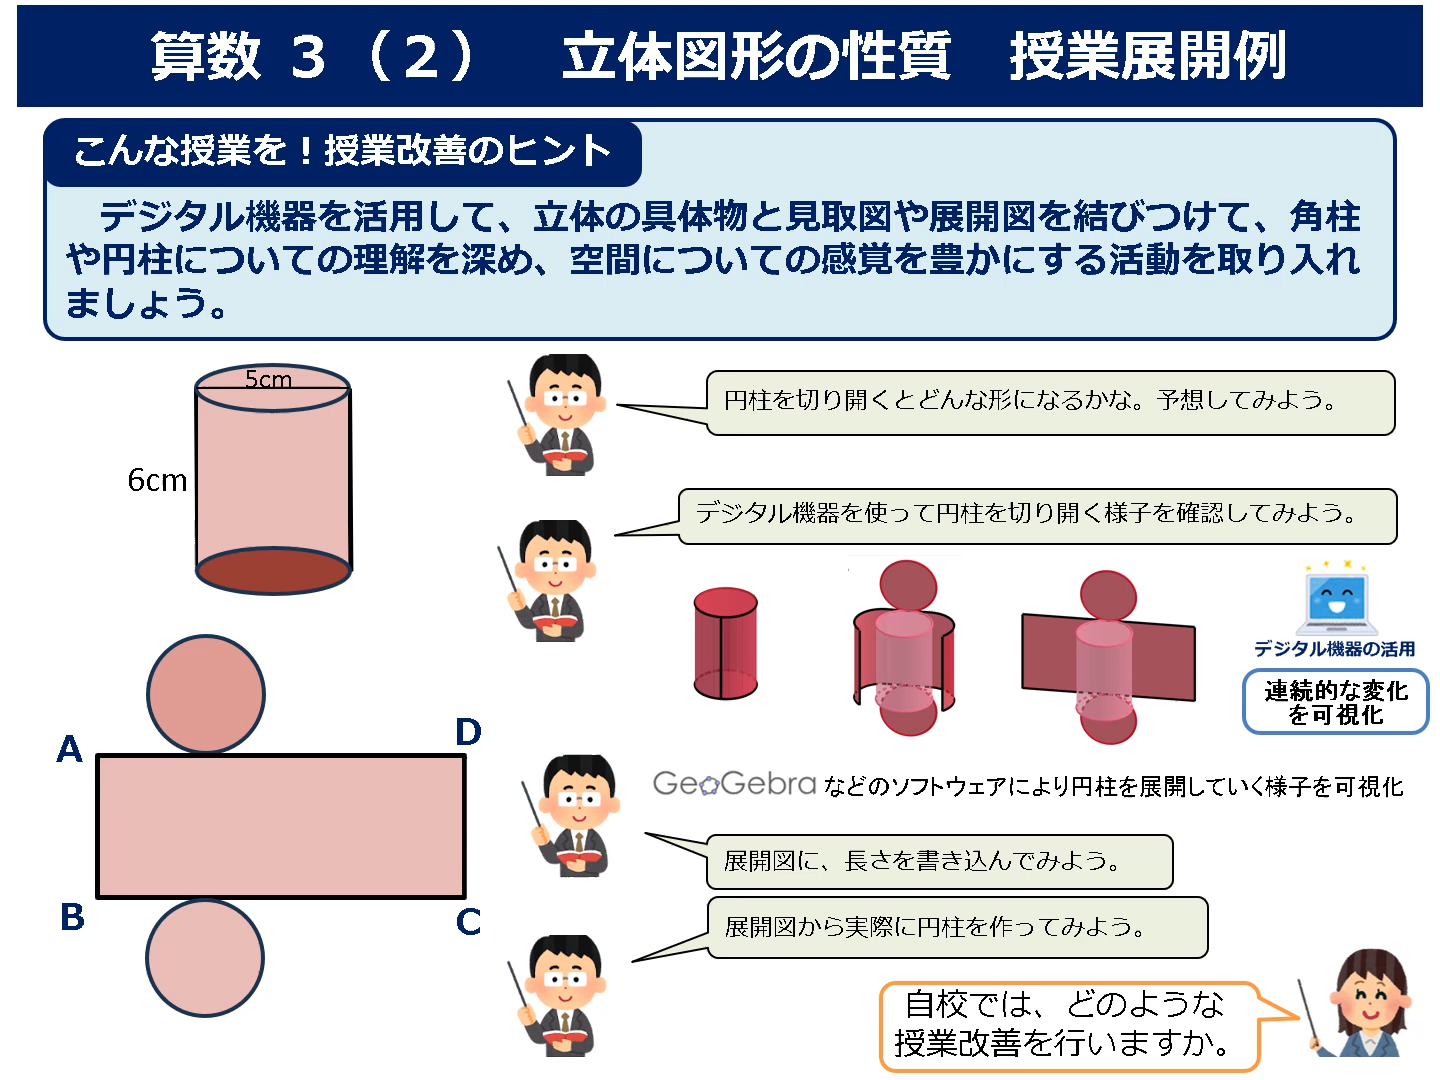 算数 ３（２） 立体図形の性質 授業展開例
こんな授業を！授業改善のヒント
デジタル機器を活用して、立体の具体物と見取図や展開図を結びつけて、角柱
や円柱についての理解を深め、空間についての感覚を豊かにする活動を取り入れ
ましょう。
5cm
6cm
円柱を切り開くとどんな形になるかな。予想してみよう。
デジタル機器を使って円柱を切り開く様子を確認してみよう。
デジタル機器の活用
連続的な変化
を可視化
A
D
B
C
GeoGebra などのソフトウェアにより円柱を展開していく様子を可視化
展開図に、長さを書き込んでみよう。
展開図から実際に円柱を作ってみよう。
自校では、どのような
授業改善を行いますか。